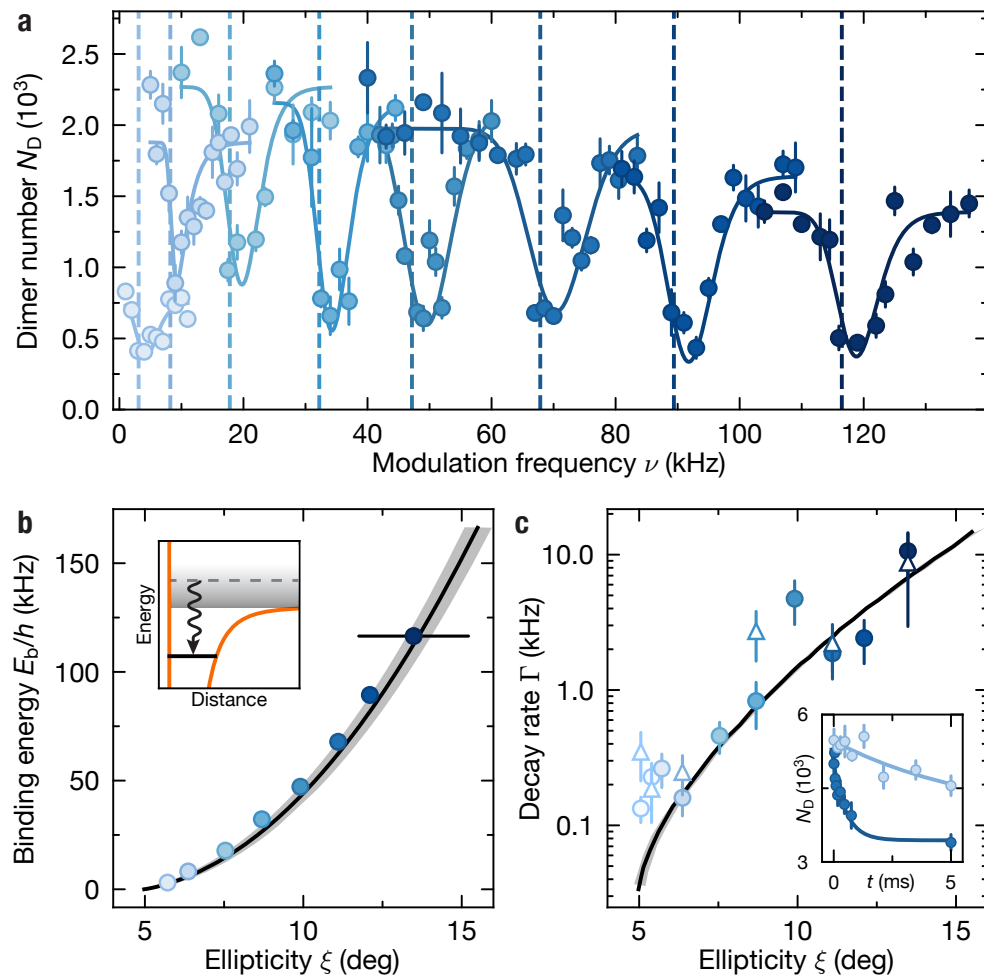 a
Dimer number N_D (10³)
2.5
2.0
1.5
1.0
0.5
0.0
0 20 40 60 80 100 120
Modulation frequency ν (kHz)
b
Binding energy E_b/h (kHz)
150
100
50
0
Energy
Distance
5 10 15
Ellipticity ξ (deg)
c
Decay rate Γ (kHz)
10.0
1.0
0.1
6
N_D (10³)
3
0 t (ms) 5
5 10 15
Ellipticity ξ (deg)